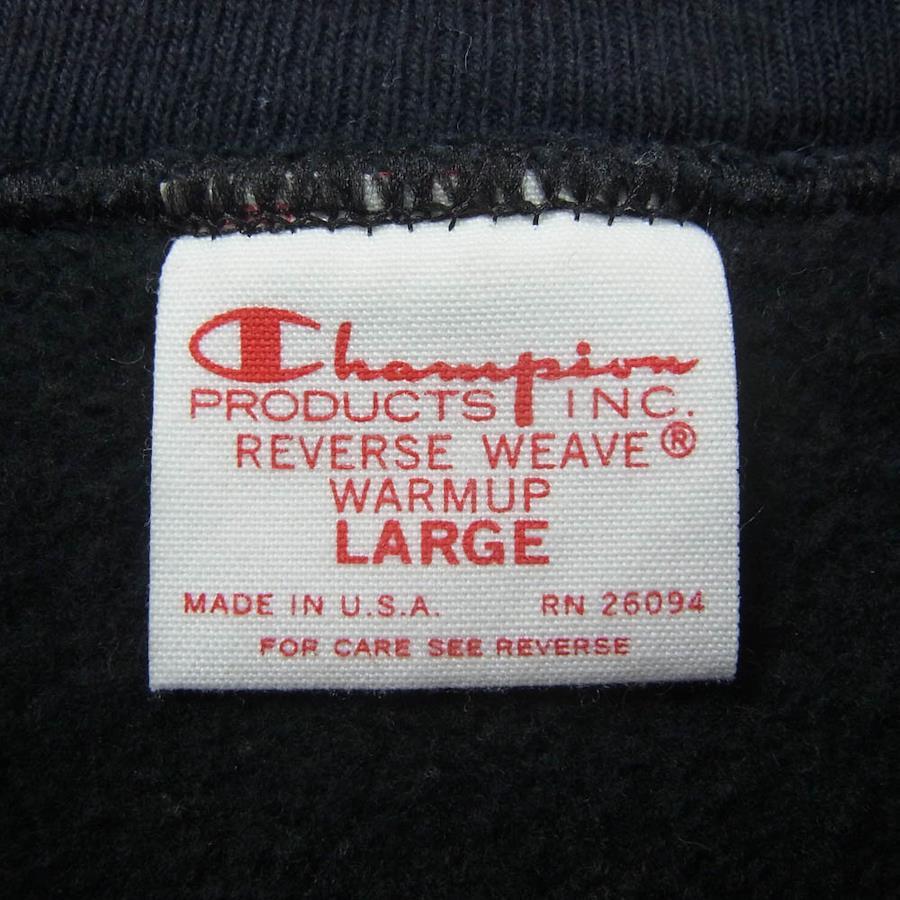 Champion
PRODUCTS INC.
REVERSE WEAVE®
WARMUP
LARGE
MADE IN U.S.A. RN 26094
FOR CARE SEE REVERSE